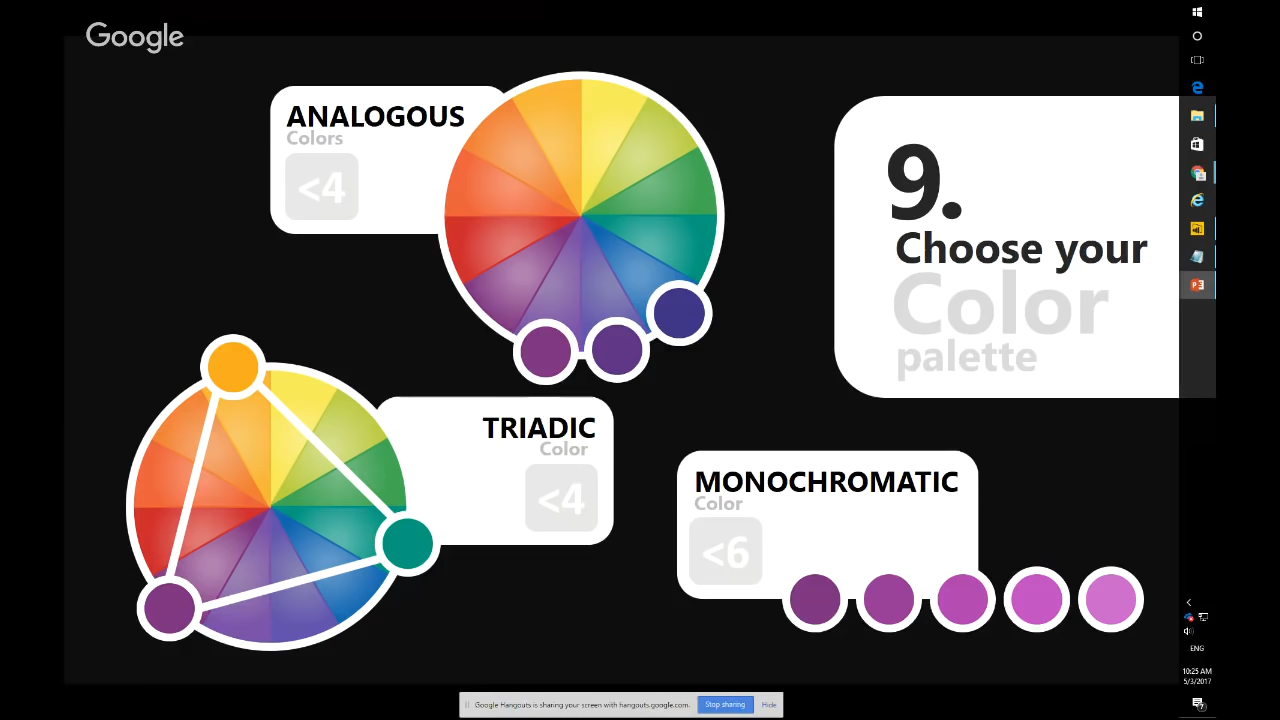 Google
ANALOGOUS
Colors
<4
9.
Choose your
Color
palette
TRIADIC
Color
<4
MONOCHROMATIC
Color
<6
ENG
10:25 AM
5/3/2017
Google Hangouts is sharing your screen with hangouts.google.com.
Stop sharing
Hide